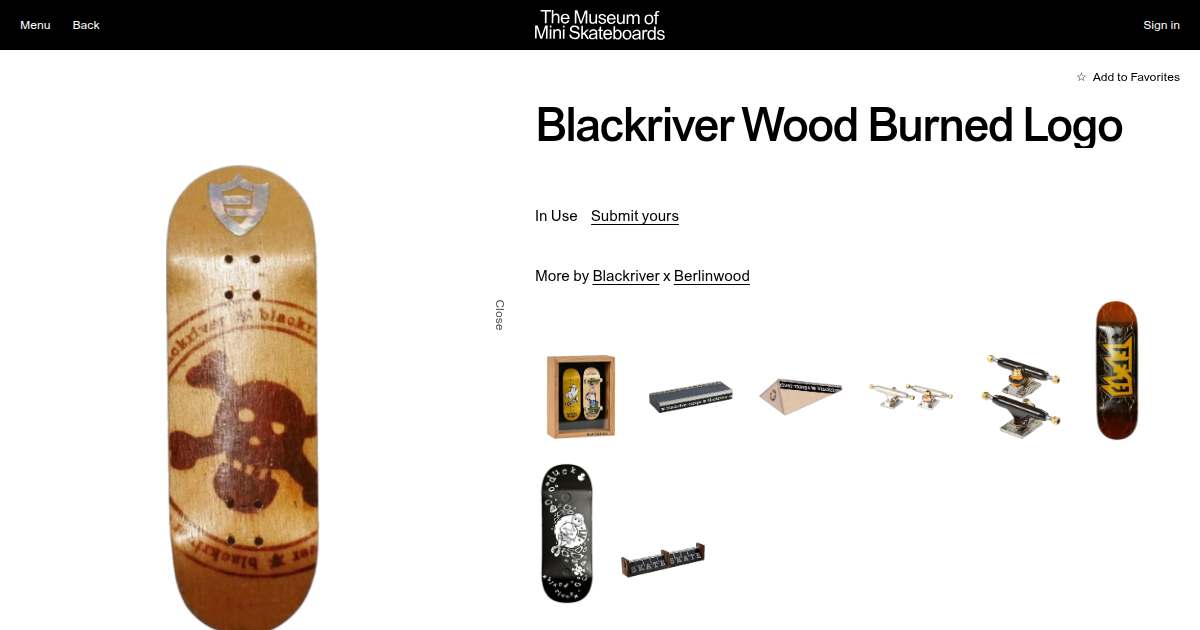 Menu
Back
The Museum of
Mini Skateboards
Sign in
☆ Add to Favorites
Blackriver Wood Burned Logo
In Use Submit yours
More by Blackriver x Berlinwood
Close
blackriver